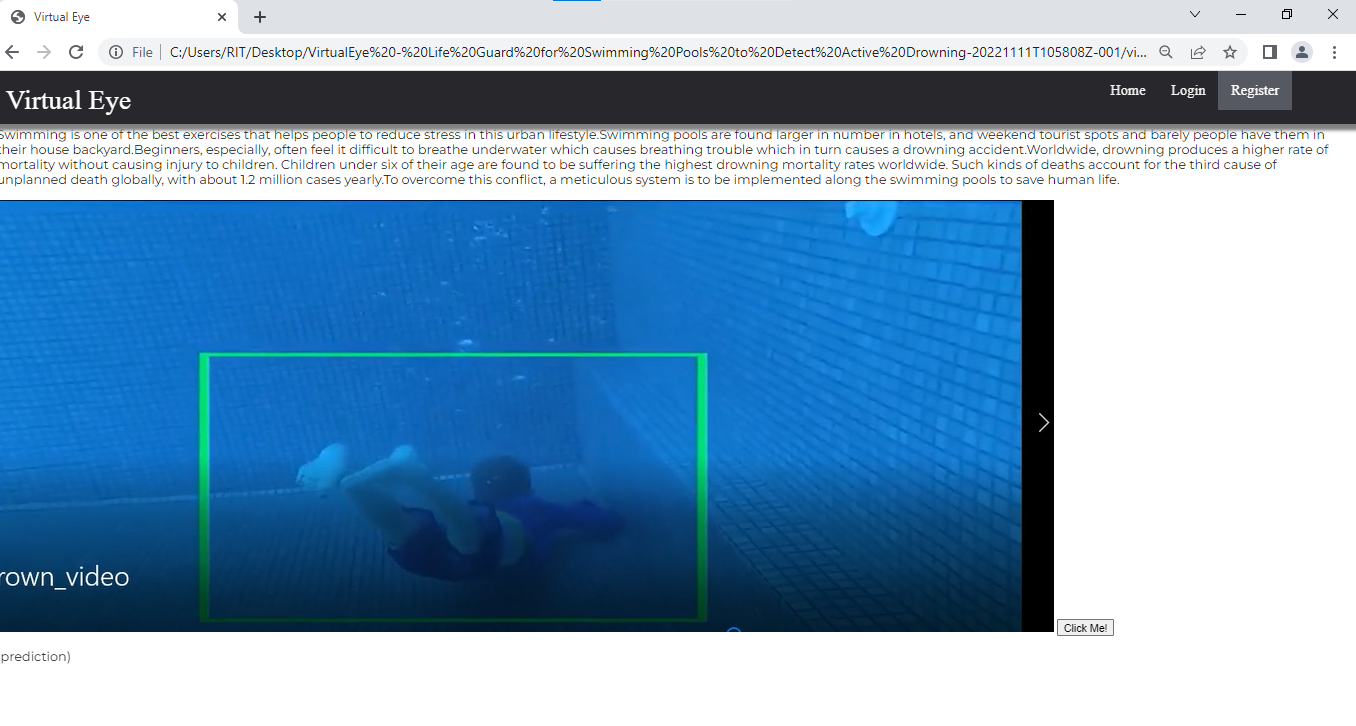 Virtual Eye
File
C:/Users/RIT/Desktop/VirtualEye%20-%20Life%20Guard%20for%20Swimming%20Pools%20to%20Detect%20Active%20Drowning-20221111T105808Z-001/vi...
Virtual Eye
Home
Login
Register
Swimming is one of the best exercises that helps people to reduce stress in this urban lifestyle.Swimming pools are found larger in number in hotels, and weekend tourist spots and barely people have them in
their house backyard.Beginners, especially, often feel it difficult to breathe underwater which causes breathing trouble which in turn causes a drowning accident.Worldwide, drowning produces a higher rate of
mortality without causing injury to children. Children under six of their age are found to be suffering the highest drowning mortality rates worldwide. Such kinds of deaths account for the third cause of
unplanned death globally, with about 1.2 million cases yearly.To overcome this conflict, a meticulous system is to be implemented along the swimming pools to save human life.
rown_video
Click Me!
prediction)